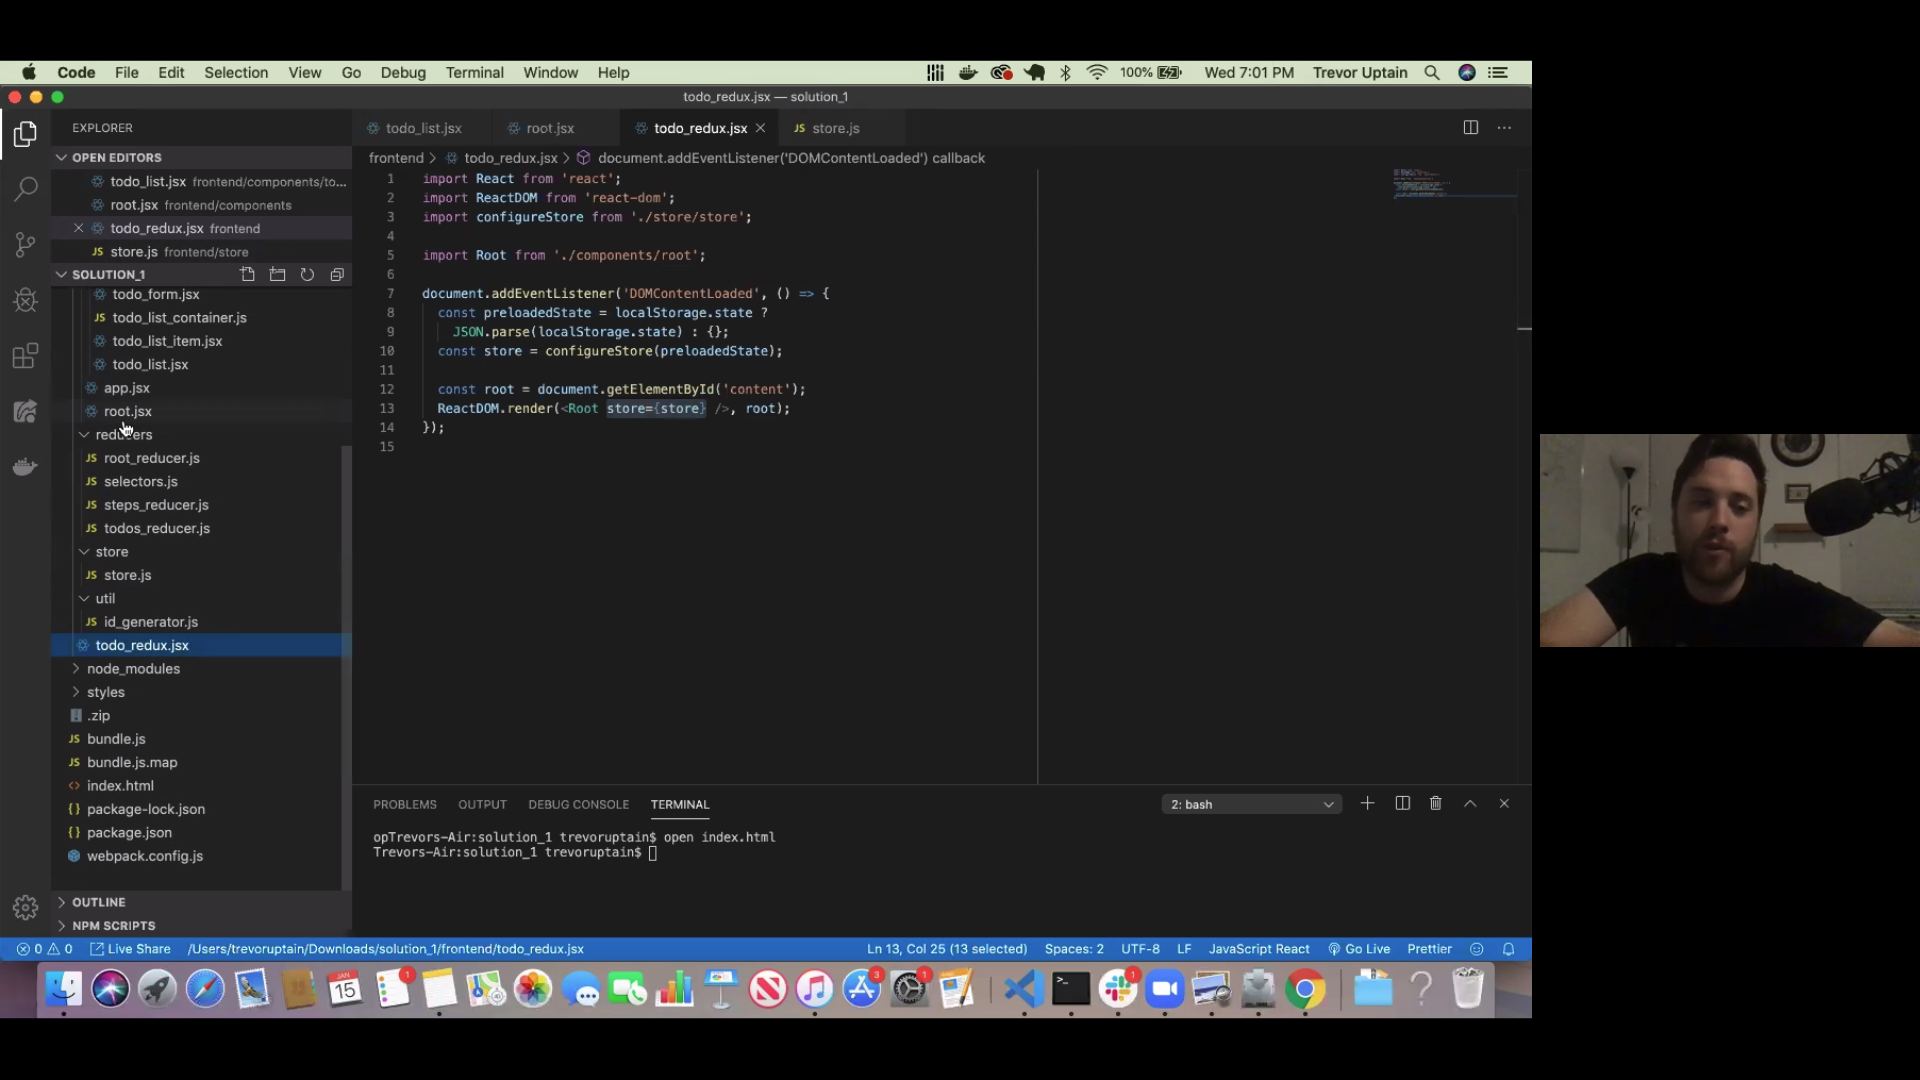 Code File Edit Selection View Go Debug Terminal Window Help 100% Wed 7:01 PM Trevor Uptain
todo_redux.jsx — solution_1
EXPLORER
OPEN EDITORS
todo_list.jsx frontend/components/to...
root.jsx frontend/components
todo_redux.jsx frontend
JS store.js frontend/store
SOLUTION_1
todo_form.jsx
JS todo_list_container.js
todo_list_item.jsx
todo_list.jsx
app.jsx
root.jsx
reducers
JS root_reducer.js
JS selectors.js
JS steps_reducer.js
JS todos_reducer.js
store
JS store.js
util
JS id_generator.js
todo_redux.jsx
node_modules
styles
.zip
JS bundle.js
JS bundle.js.map
<> index.html
{} package-lock.json
{} package.json
webpack.config.js
OUTLINE
NPM SCRIPTS
todo_list.jsx root.jsx todo_redux.jsx JS store.js
frontend > todo_redux.jsx > document.addEventListener('DOMContentLoaded') callback
1 import React from 'react';
2 import ReactDOM from 'react-dom';
3 import configureStore from './store/store';
4
5 import Root from './components/root';
6
7 document.addEventListener('DOMContentLoaded', () => {
8 const preloadedState = localStorage.state ?
9 JSON.parse(localStorage.state) : {};
10 const store = configureStore(preloadedState);
11
12 const root = document.getElementById('content');
13 ReactDOM.render(<Root store={store} />, root);
14 });
15
PROBLEMS OUTPUT DEBUG CONSOLE TERMINAL 2: bash
opTrevors-Air:solution_1 trevoruptain$ open index.html
Trevors-Air:solution_1 trevoruptain$
0 0 Live Share /Users/trevoruptain/Downloads/solution_1/frontend/todo_redux.jsx Ln 13, Col 25 (13 selected) Spaces: 2 UTF-8 LF JavaScript React Go Live Prettier
JAN
15
1
3
1
1